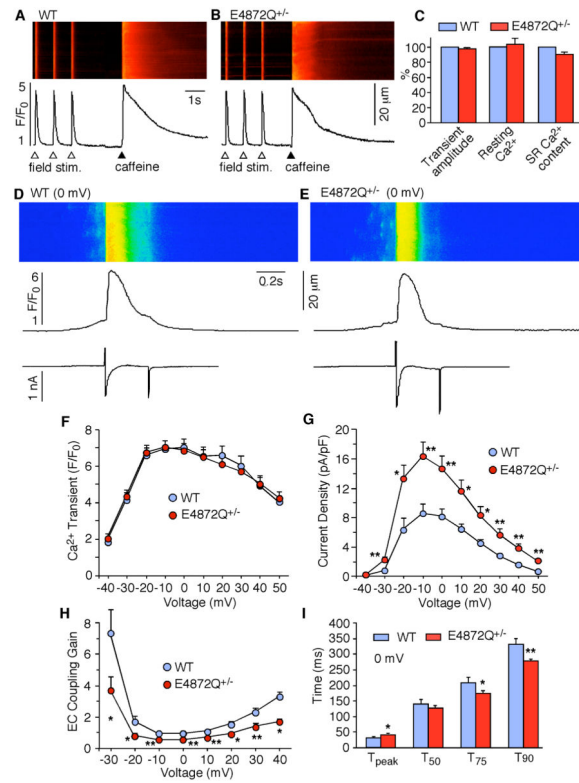 A WT
5
F/F0
1
1s
field stim. caffeine
B E4872Q+/-
20 μm
field stim. caffeine
C WT E4872Q+/-
%
100
80
60
40
20
0
Transient amplitude
Resting Ca2+
SR Ca2+ content
D WT (0 mV)
6
F/F0
1
0.2s
1 nA
E E4872Q+/- (0 mV)
20 μm
F
Ca2+ Transient (F/F0)
8
6
4
2
0
WT
E4872Q+/-
-40 -30 -20 -10 0 10 20 30 40 50
Voltage (mV)
G
Current Density (pA/pF)
20
16
12
8
4
0
WT
E4872Q+/-
** * ** ** * * ** ** **
-40 -30 -20 -10 0 10 20 30 40 50
Voltage (mV)
H
EC Coupling Gain
8
6
4
2
0
WT
E4872Q+/-
* * ** ** ** * ** *
-30 -20 -10 0 10 20 30 40
Voltage (mV)
I
Time (ms)
400
350
300
250
200
150
100
50
0
WT E4872Q+/-
0 mV
* * **
Tpeak T50 T75 T90